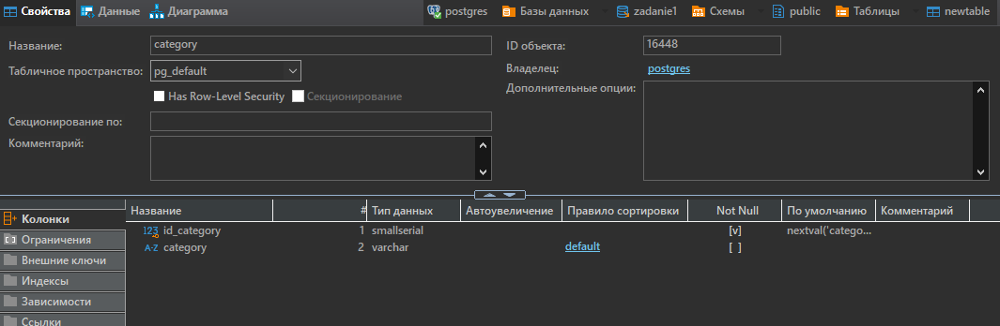 Свойства Данные Диаграмма postgres Базы данных zadanie1 Схемы public Таблицы newtable
Название: category ID объекта: 16448
Табличное пространство: pg_default Владелец: postgres
Has Row-Level Security Секционирование Дополнительные опции:
Секционирование по:
Комментарий:
Название # Тип данных Автоувеличение Правило сортировки Not Null По умолчанию Комментарий
Колонки
123 id_category 1 smallserial [v] nextval('catego...
A-Z category 2 varchar default [ ]
Ограничения
Внешние ключи
Индексы
Зависимости
Ссылки